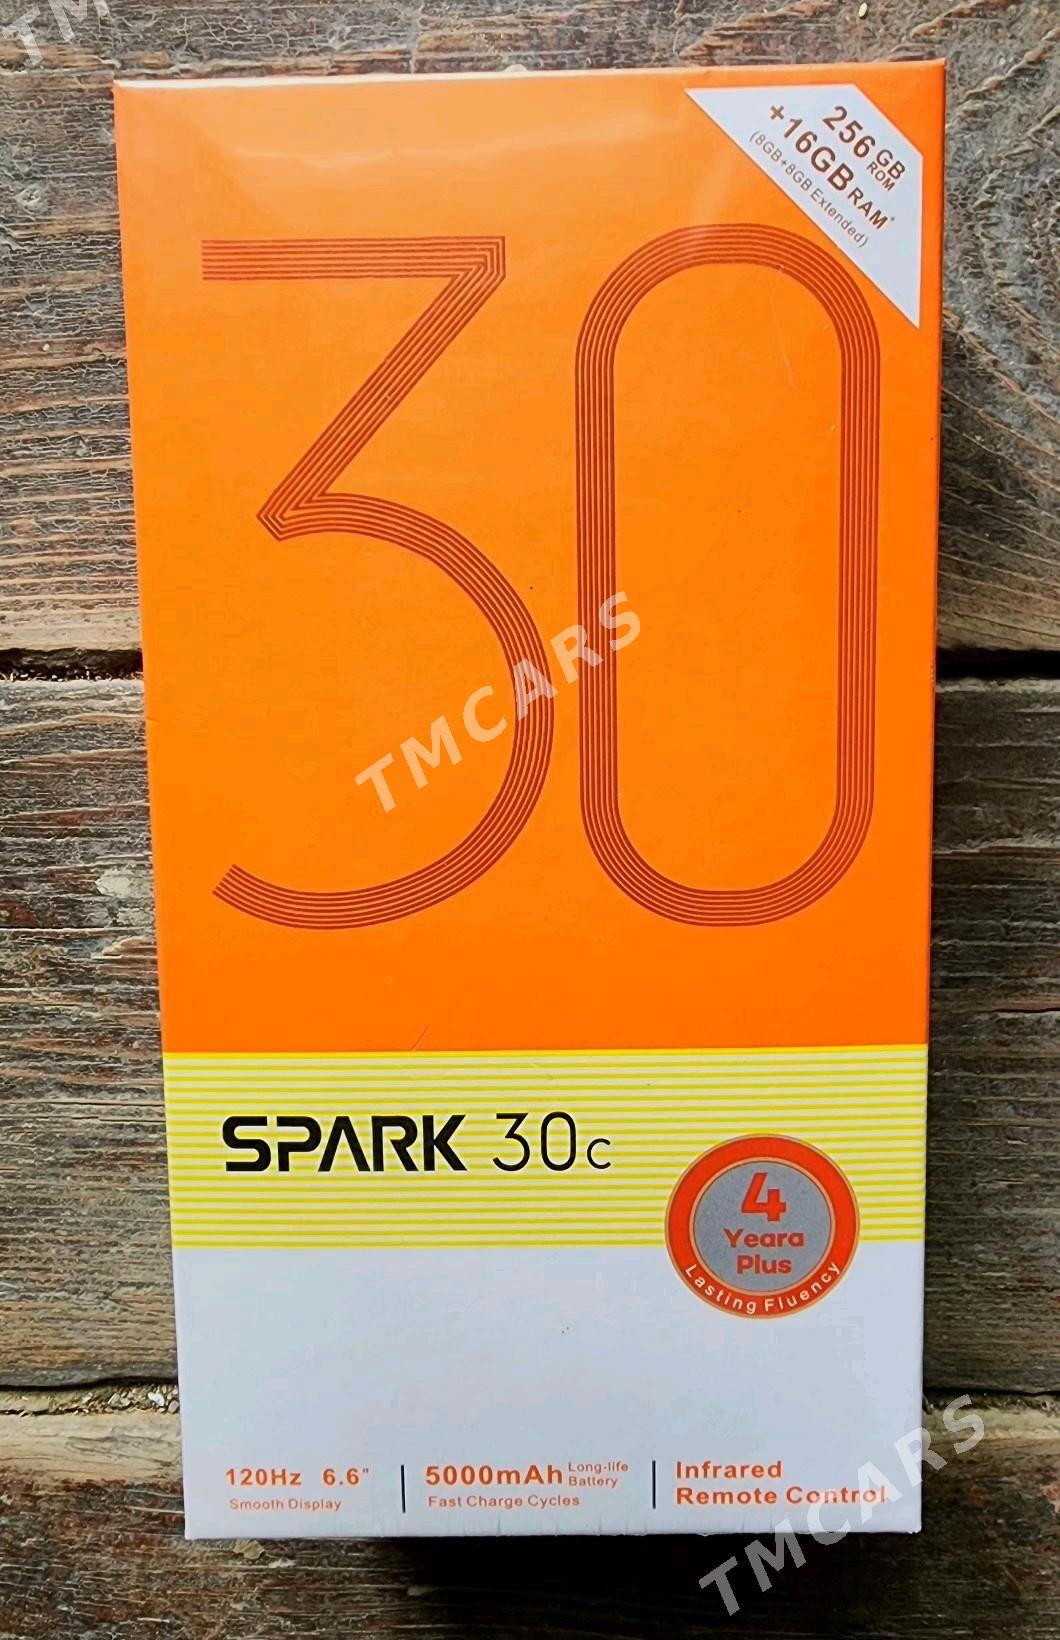 TM
256GB
ROM
+16GB RAM*
(8GB+8GB Extended)
30
TMCARS
SPARK 30c
4
Yeara
Plus
Lasting Fluency
120Hz 6.6"
Smooth Display
5000mAh Long-life
Battery
Fast Charge Cycles
Infrared
Remote Control
TMCARS